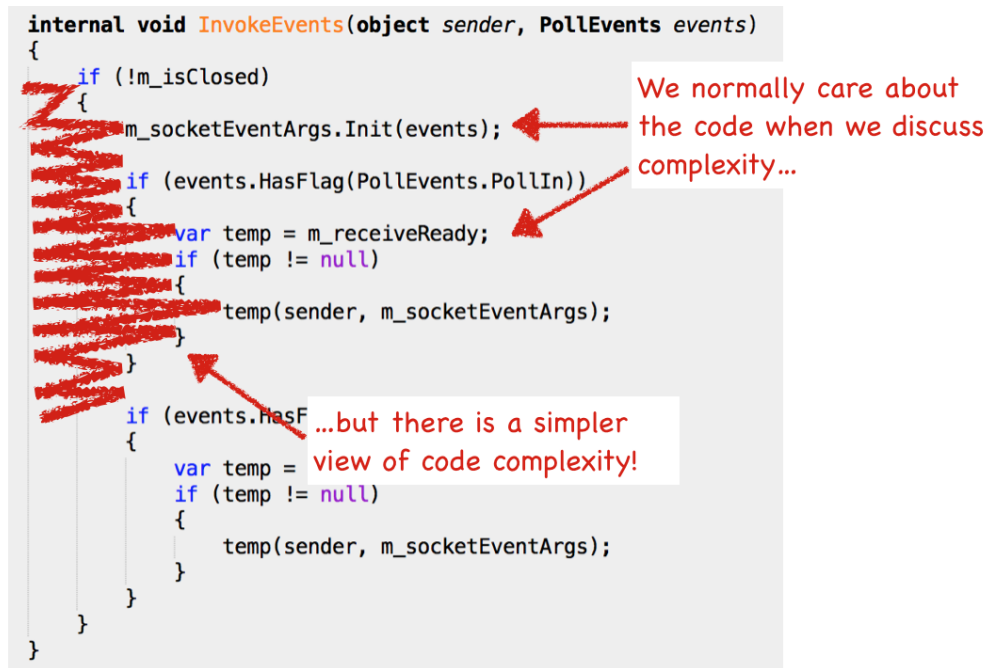 internal void InvokeEvents(object sender, PollEvents events)
{
if (!m_isClosed)
{
m_socketEventArgs.Init(events);
if (events.HasFlag(PollEvents.PollIn))
{
var temp = m_receiveReady;
if (temp != null)
{
temp(sender, m_socketEventArgs);
}
}
if (events.HasF
{
var temp =
if (temp != null)
{
temp(sender, m_socketEventArgs);
}
}
}
}
We normally care about
the code when we discuss
complexity...
...but there is a simpler
view of code complexity!